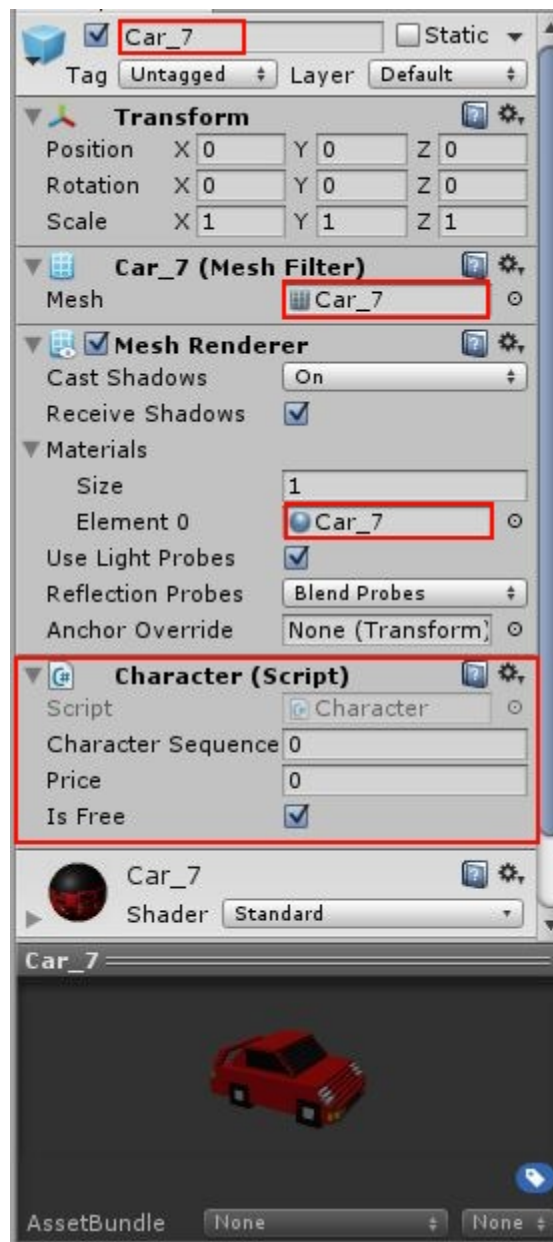 Car_7 Static
Tag Untagged Layer Default
Transform
Position X 0 Y 0 Z 0
Rotation X 0 Y 0 Z 0
Scale X 1 Y 1 Z 1
Car_7 (Mesh Filter)
Mesh Car_7
Mesh Renderer
Cast Shadows On
Receive Shadows
Materials
Size 1
Element 0 Car_7
Use Light Probes
Reflection Probes Blend Probes
Anchor Override None (Transform)
C# Character (Script)
Script Character
Character Sequence 0
Price 0
Is Free
Car_7
Shader Standard
Car_7
AssetBundle None None